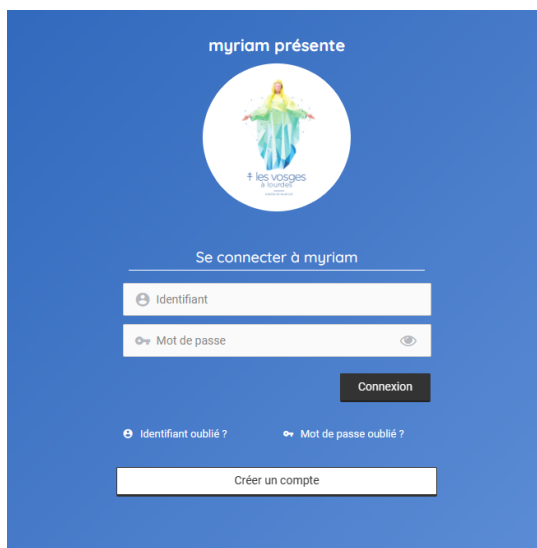 myriam présente
les vosges
à lourdes
Se connecter à myriam
Identifiant
Mot de passe
Connexion
Identifiant oublié ?
Mot de passe oublié ?
Créer un compte